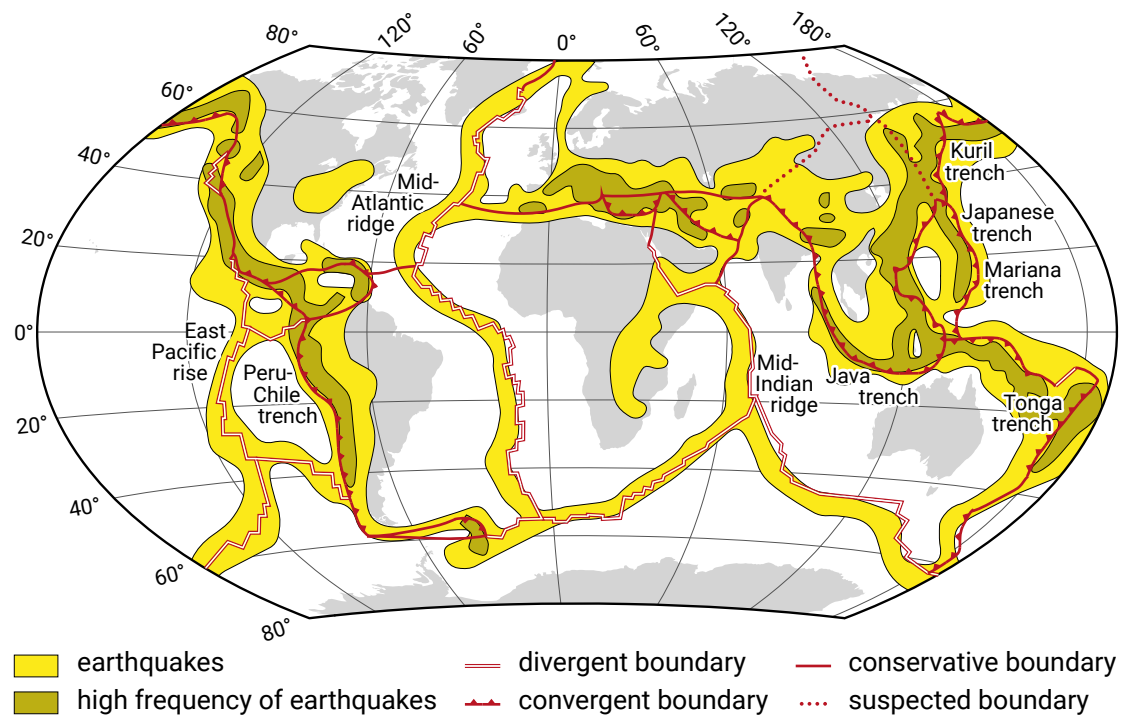 80°
120°
60°
0°
60°
120°
180°
60°
40°
20°
0°
20°
40°
60°
80°
Mid-
Atlantic
ridge
Kuril
trench
Japanese
trench
Mariana
trench
East
Pacific
rise
Peru-
Chile
trench
Mid-
Indian
ridge
Java
trench
Tonga
trench
earthquakes
high frequency of earthquakes
divergent boundary
convergent boundary
conservative boundary
suspected boundary